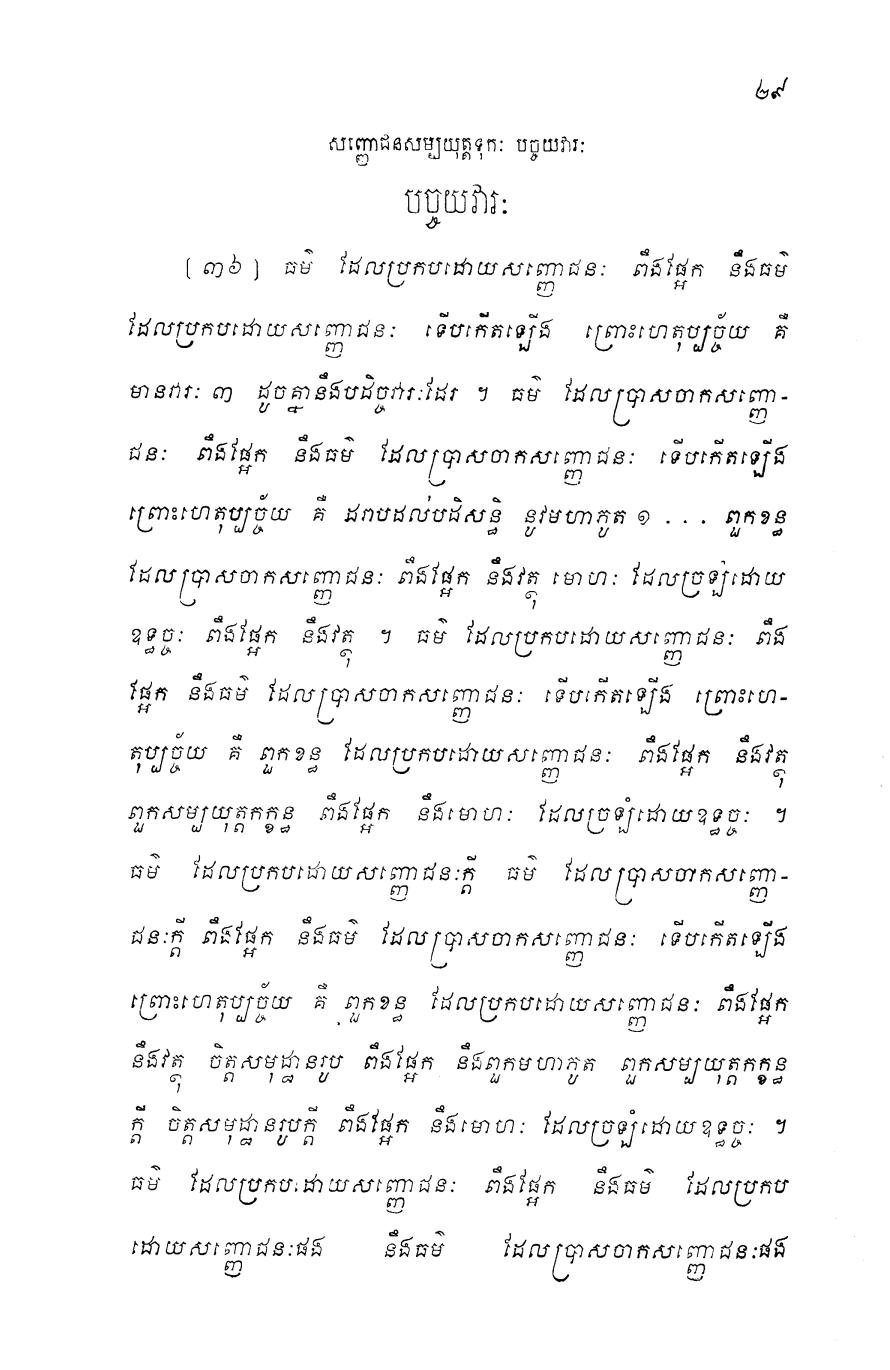 ២៩
សញ្ញោជនសម្បយុត្តទុកៈ បច្ចយវារៈ
បច្ចយវារៈ
[ ៣៦ ] ធម៌ ដែលប្រកបដោយសញ្ញោជនៈ ពឹងផ្អែក នឹងធម៌
ដែលប្រកបដោយសញ្ញោជនៈ ទើបកើតឡើង ព្រោះហេតុប្បច្ច័យ គឺ
មានវារៈ ៣ ដូចគ្នានឹងបដិច្ចវារៈដែរ ។ ធម៌ ដែលប្រាសចាកសញ្ញោ-
ជនៈ ពឹងផ្អែក នឹងធម៌ ដែលប្រាសចាកសញ្ញោជនៈ ទើបកើតឡើង
ព្រោះហេតុប្បច្ច័យ គឺ ដរាបដល់បដិសន្ធិ នូវមហាភូត ១ . . . ពួកខន្ធ
ដែលប្រាសចាកសញ្ញោជនៈ ពឹងផ្អែក នឹងវត្ថុ មោហៈ ដែលច្រឡំដោយ
ឧទ្ធច្ចៈ ពឹងផ្អែក នឹងវត្ថុ ។ ធម៌ ដែលប្រកបដោយសញ្ញោជនៈ ពឹង
ផ្អែក នឹងធម៌ ដែលប្រាសចាកសញ្ញោជនៈ ទើបកើតឡើង ព្រោះហេ-
តុប្បច្ច័យ គឺ ពួកខន្ធ ដែលប្រកបដោយសញ្ញោជនៈ ពឹងផ្អែក នឹងវត្ថុ
ពួកសម្បយុត្តកក្ខន្ធ ពឹងផ្អែក នឹងមោហៈ ដែលច្រឡំដោយឧទ្ធច្ចៈ ។
ធម៌ ដែលប្រកបដោយសញ្ញោជនៈក្តី ធម៌ ដែលប្រាសចាកសញ្ញោ-
ជនៈក្តី ពឹងផ្អែក នឹងធម៌ ដែលប្រាសចាកសញ្ញោជនៈ ទើបកើតឡើង
ព្រោះហេតុប្បច្ច័យ គឺ ពួកខន្ធ ដែលប្រកបដោយសញ្ញោជនៈ ពឹងផ្អែក
នឹងវត្ថុ ចិត្តសមុដ្ឋានរូប ពឹងផ្អែក នឹងពួកមហាភូត ពួកសម្បយុត្តកក្ខន្ធ
ក្តី ចិត្តសមុដ្ឋានរូបក្តី ពឹងផ្អែក នឹងមោហៈ ដែលច្រឡំដោយឧទ្ធច្ចៈ ។
ធម៌ ដែលប្រកបដោយសញ្ញោជនៈ ពឹងផ្អែក នឹងធម៌ ដែលប្រកប
ដោយសញ្ញោជនៈផង នឹងធម៌ ដែលប្រាសចាកសញ្ញោជនៈផង